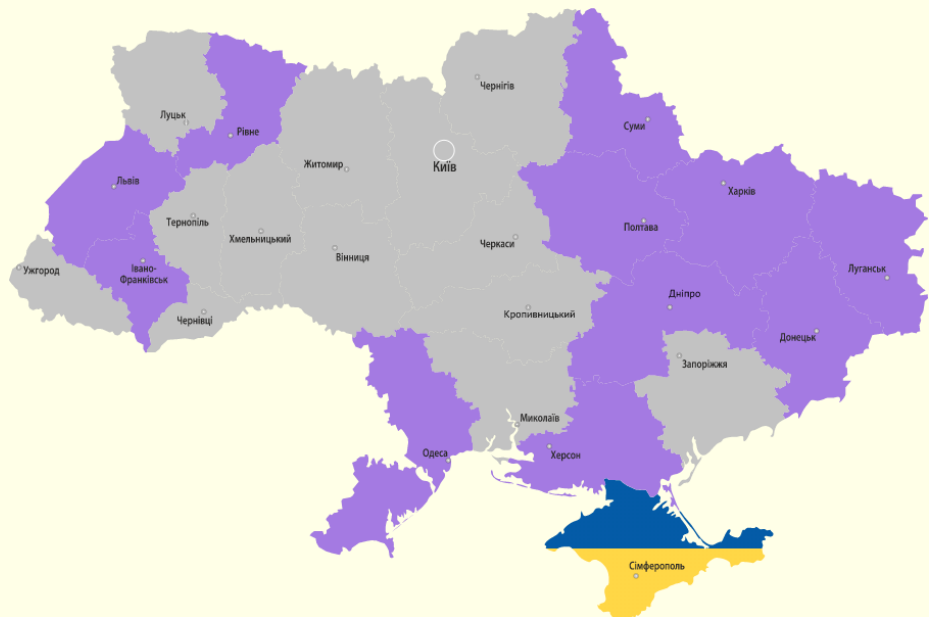 Чернігів
Луцьк
Рівне
Суми
Житомир
Київ
Львів
Харків
Тернопіль
Полтава
Хмельницький
Черкаси
Вінниця
Ужгород
Івано-
Франківськ
Луганськ
Дніпро
Чернівці
Кропивницький
Донецьк
Запоріжжя
Миколаїв
Одеса
Херсон
Сімферополь